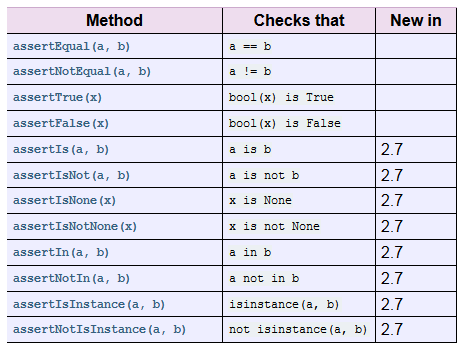 Method Checks that New in
assertEqual(a, b) a == b
assertNotEqual(a, b) a != b
assertTrue(x) bool(x) is True
assertFalse(x) bool(x) is False
assertIs(a, b) a is b 2.7
assertIsNot(a, b) a is not b 2.7
assertIsNone(x) x is None 2.7
assertIsNotNone(x) x is not None 2.7
assertIn(a, b) a in b 2.7
assertNotIn(a, b) a not in b 2.7
assertIsInstance(a, b) isinstance(a, b) 2.7
assertNotIsInstance(a, b) not isinstance(a, b) 2.7